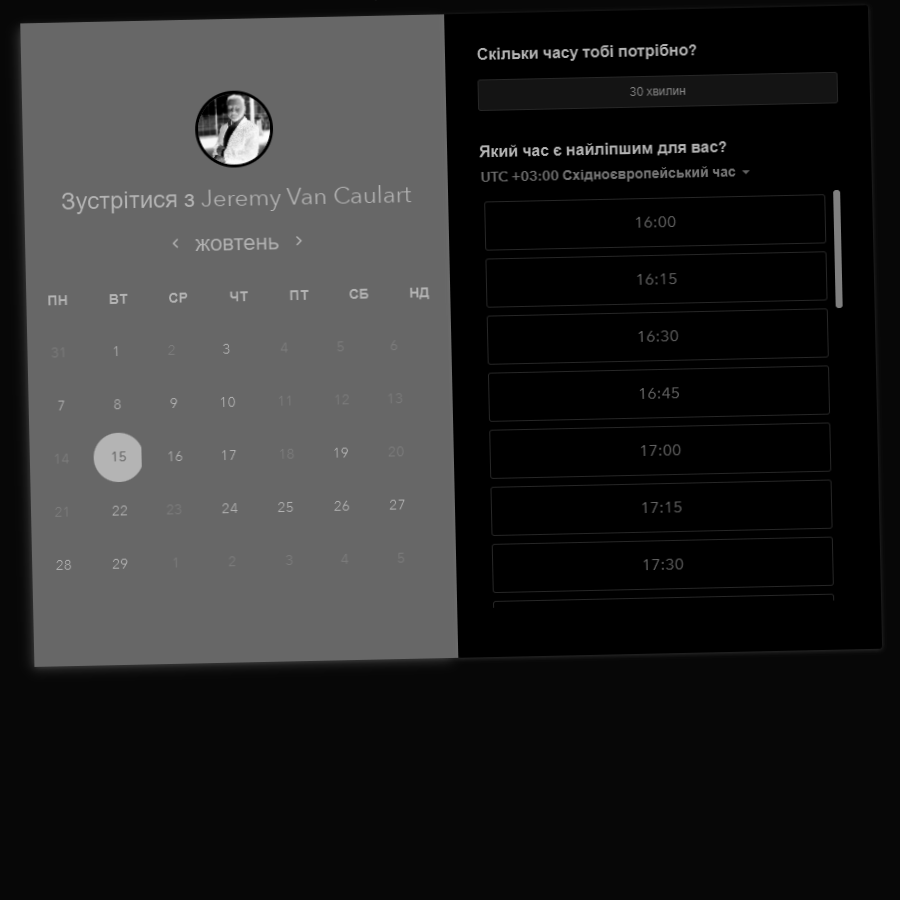 Зустрітися з Jeremy Van Caulart
жовтень
ПН ВТ СР ЧТ ПТ СБ НД
31 1 2 3 4 5 6
7 8 9 10 11 12 13
14 15 16 17 18 19 20
21 22 23 24 25 26 27
28 29 1 2 3 4 5
Скільки часу тобі потрібно?
30 хвилин
Який час є найліпшим для вас?
UTC +03:00 Східноєвропейський час
16:00
16:15
16:30
16:45
17:00
17:15
17:30